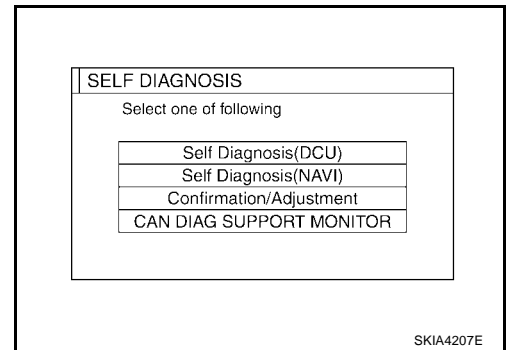 SELF DIAGNOSIS
Select one of following
Self Diagnosis(DCU)
Self Diagnosis(NAVI)
Confirmation/Adjustment
CAN DIAG SUPPORT MONITOR
SKIA4207E